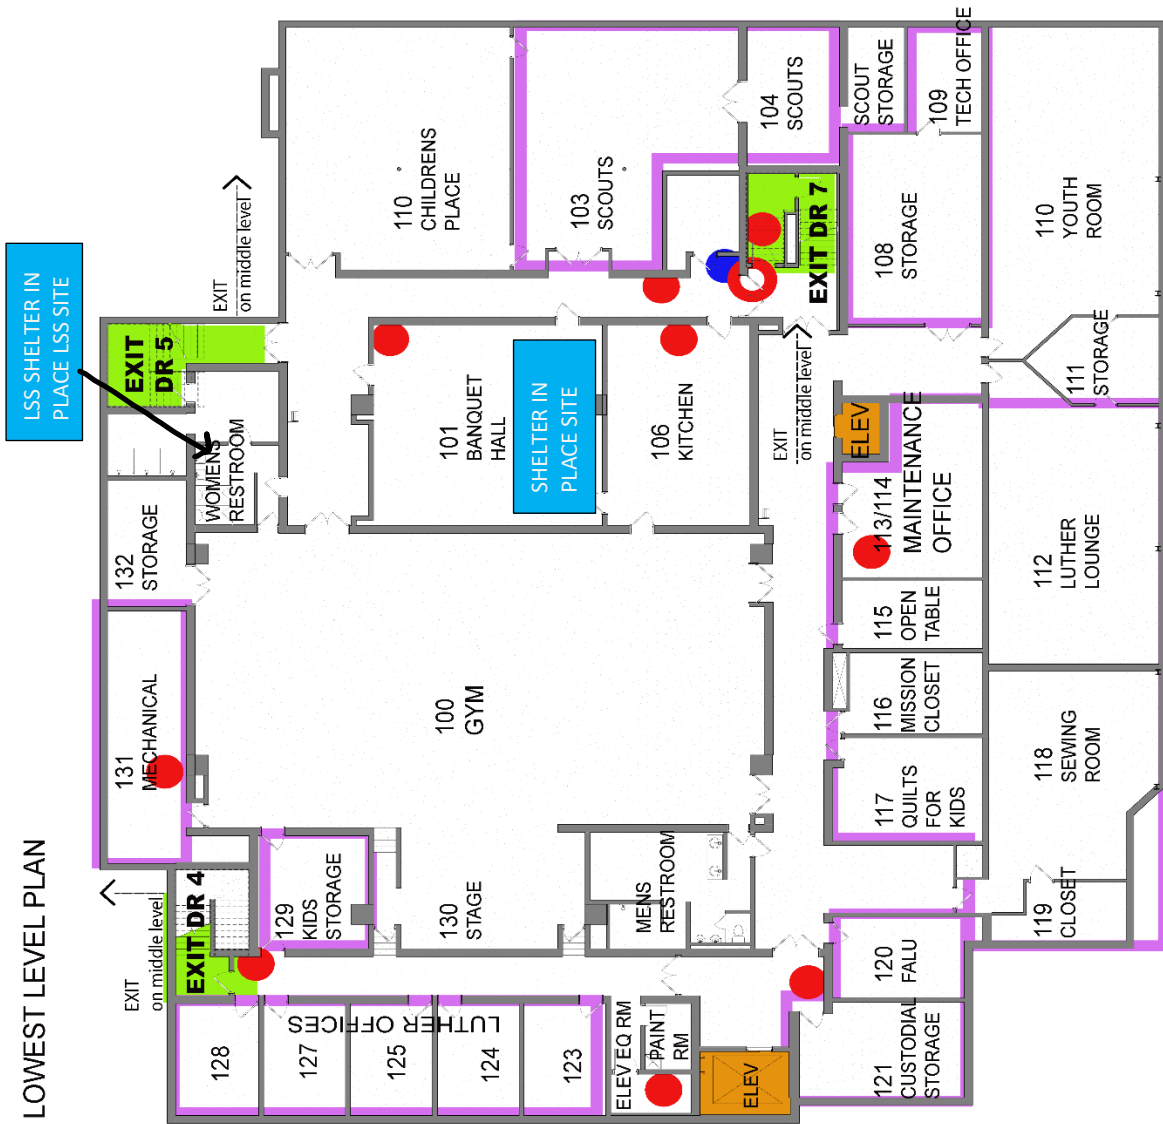 LOWEST LEVEL PLAN
LSS SHELTER IN
PLACE LSS SITE
EXIT
on middle level
EXIT
DR 5
110
CHILDRENS
PLACE
103
SCOUTS
104
SCOUTS
SCOUT
STORAGE
109
TECH OFFICE
EXIT DR 7
108
STORAGE
110
YOUTH
ROOM
111
STORAGE
WOMENS
RESTROOM
101
BANQUET
HALL
SHELTER IN
PLACE SITE
106
KITCHEN
EXIT
on middle level
ELEV
113/114
MAINTENANCE
OFFICE
112
LUTHER
LOUNGE
132
STORAGE
115
OPEN
TABLE
116
MISSION
CLOSET
131
MECHANICAL
100
GYM
117
QUILTS
FOR
KIDS
118
SEWING
ROOM
EXIT
on middle level
EXIT DR 4
129
KIDS
STORAGE
130
STAGE
MENS
RESTROOM
119
CLOSET
120
FALU
121
CUSTODIAL
STORAGE
LUTHER OFFICES
128
127
125
124
123
ELEV EQ RM
PAINT
RM
ELEV